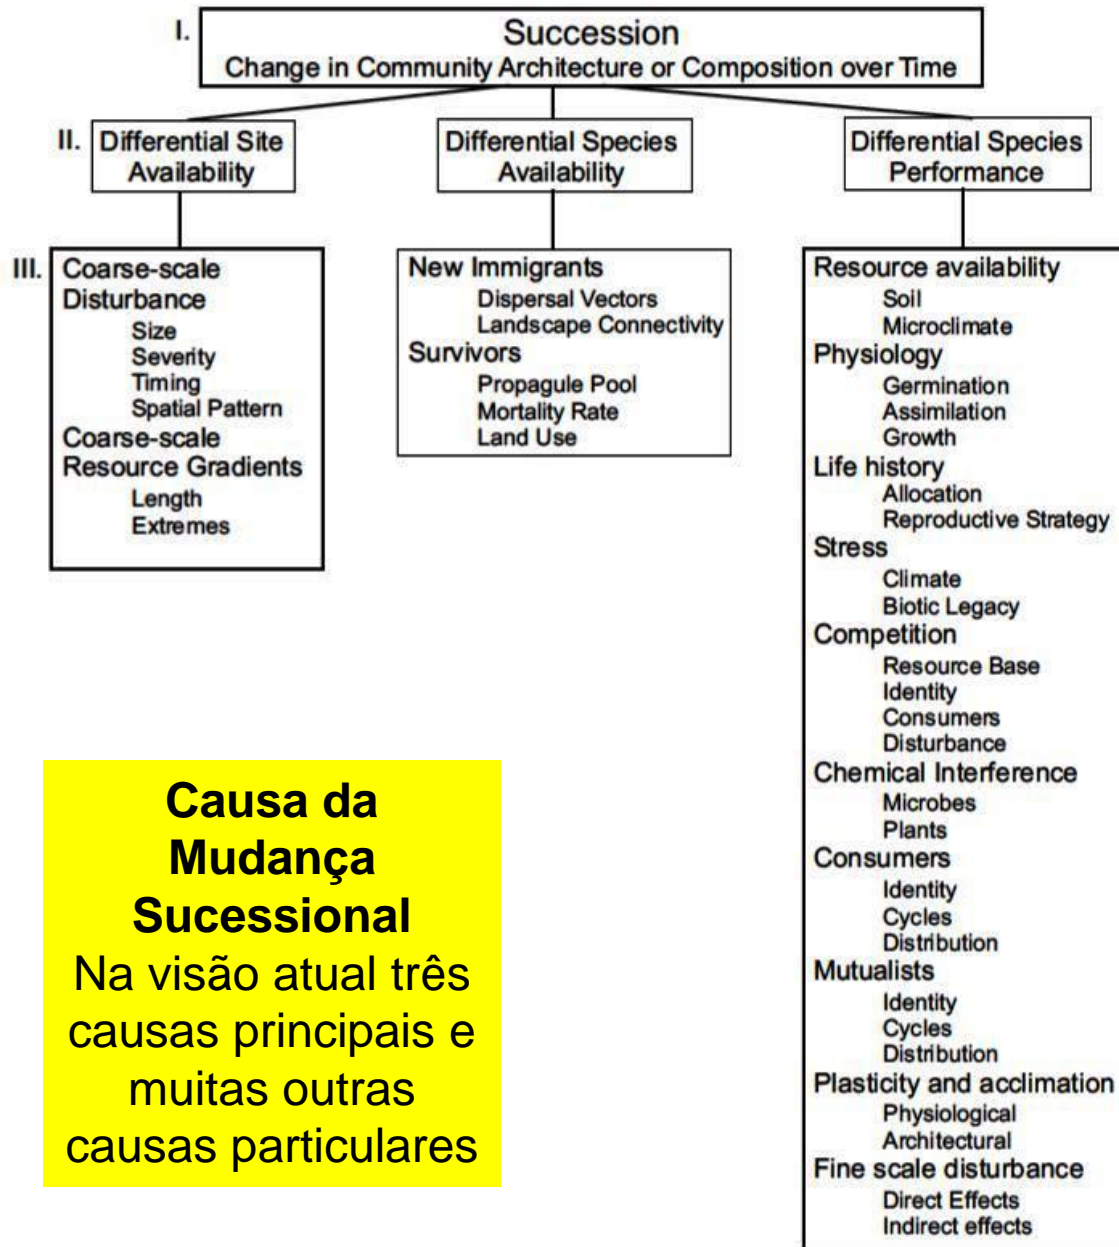 I.
Succession
Change in Community Architecture or Composition over Time
II.
Differential Site
Availability
Differential Species
Availability
Differential Species
Performance
III.
Coarse-scale
Disturbance
Size
Severity
Timing
Spatial Pattern
Coarse-scale
Resource Gradients
Length
Extremes
New Immigrants
Dispersal Vectors
Landscape Connectivity
Survivors
Propagule Pool
Mortality Rate
Land Use
Resource availability
Soil
Microclimate
Physiology
Germination
Assimilation
Growth
Life history
Allocation
Reproductive Strategy
Stress
Climate
Biotic Legacy
Competition
Resource Base
Identity
Consumers
Disturbance
Chemical Interference
Microbes
Plants
Consumers
Identity
Cycles
Distribution
Mutualists
Identity
Cycles
Distribution
Plasticity and acclimation
Physiological
Architectural
Fine scale disturbance
Direct Effects
Indirect effects
Causa da
Mudança
Sucessional
Na visão atual três
causas principais e
muitas outras
causas particulares